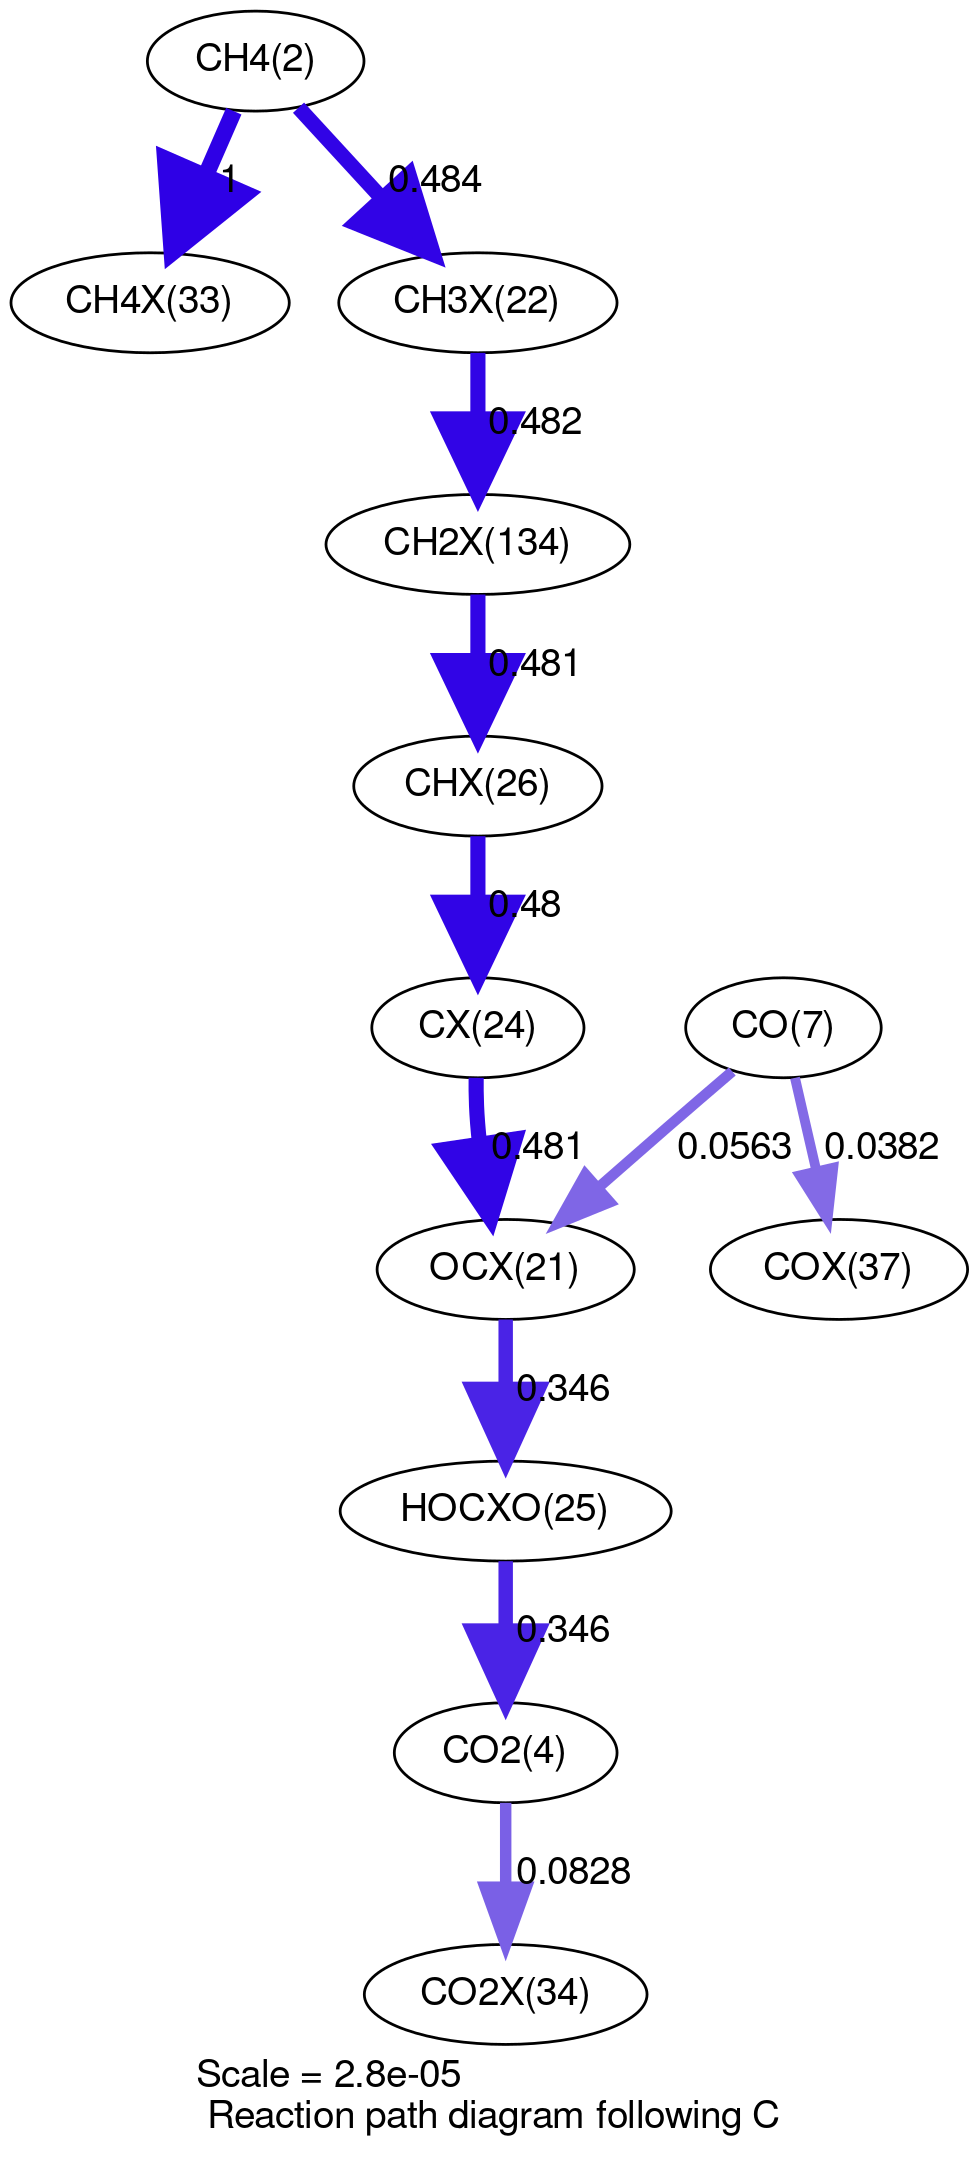 CH4(2)
1
0.484
CH4X(33)
CH3X(22)
0.482
CH2X(134)
0.481
CHX(26)
0.48
CX(24)
CO(7)
0.481
0.0563
0.0382
OCX(21)
COX(37)
0.346
HOCXO(25)
0.346
CO2(4)
0.0828
CO2X(34)
Scale = 2.8e-05
Reaction path diagram following C